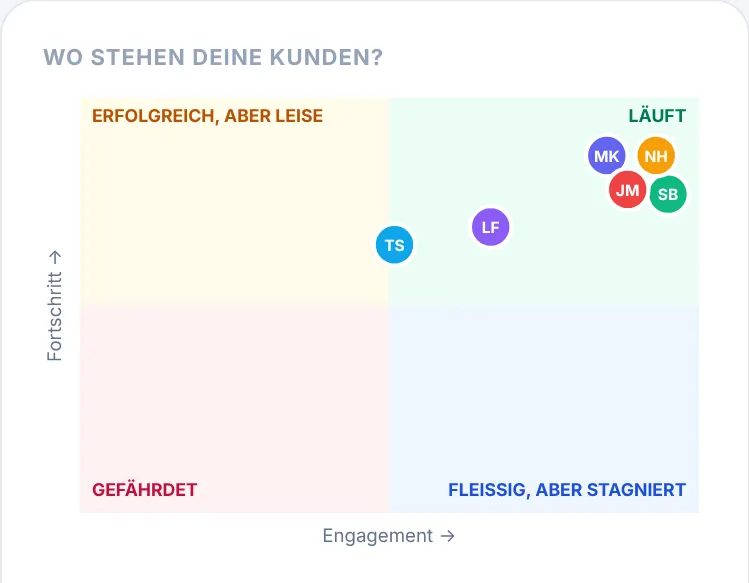 WO STEHEN DEINE KUNDEN?
ERFOLGREICH, ABER LEISE
LÄUFT
MK
NH
JM
SB
LF
TS
Fortschritt →
GEFÄHRDET
FLEISSIG, ABER STAGNIERT
Engagement →